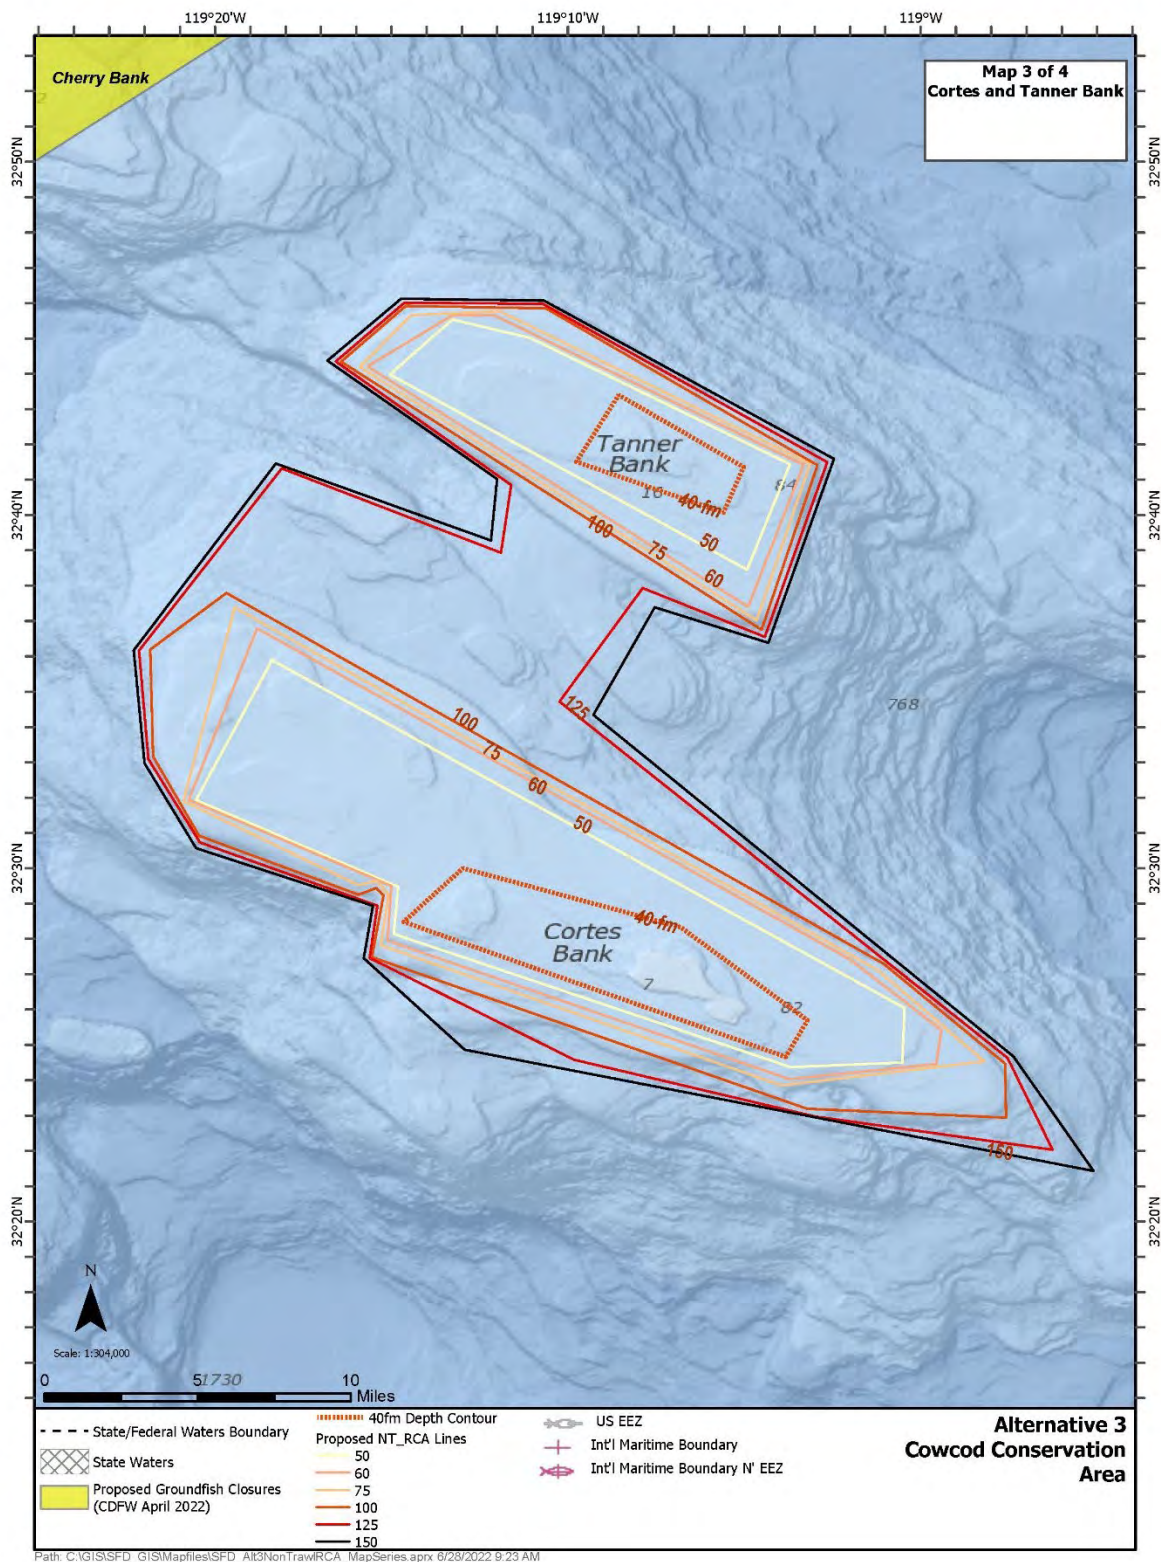 119°20'W
119°10'W
119°W
Cherry Bank
Map 3 of 4
Cortes and Tanner Bank
32°50'N
32°50'N
Tanner
Bank
16
84
40 fm
32°40'N
32°40'N
100
75
50
60
125
768
100
75
60
50
32°30'N
32°30'N
40 fm
Cortes
Bank
7
82
150
32°20'N
32°20'N
N
Scale: 1:304,000
0
5
10
Miles
1730
State/Federal Waters Boundary
State Waters
Proposed Groundfish Closures
(CDFW April 2022)
40fm Depth Contour
Proposed NT_RCA Lines
50
60
75
100
125
150
US EEZ
Int'l Maritime Boundary
Int'l Maritime Boundary N' EEZ
Alternative 3
Cowcod Conservation
Area
Path: C:\GIS\SFD_GIS\Mapfiles\SFD_Alt3NonTrawlRCA_MapSeries.aprx 6/28/2022 9:23 AM